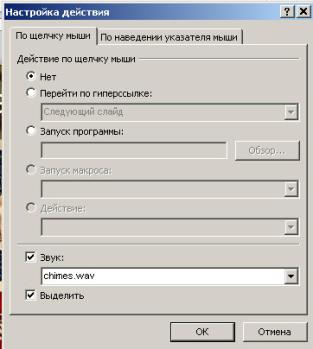 Настройка действия
По щелчку мыши По наведении указателя мыши
Действие по щелчку мыши
Нет
Перейти по гиперссылке:
Следующий слайд
Запуск программы:
Обзор...
Запуск макроса:
Действие:
Звук:
chimes.wav
Выделить
ОК Отмена